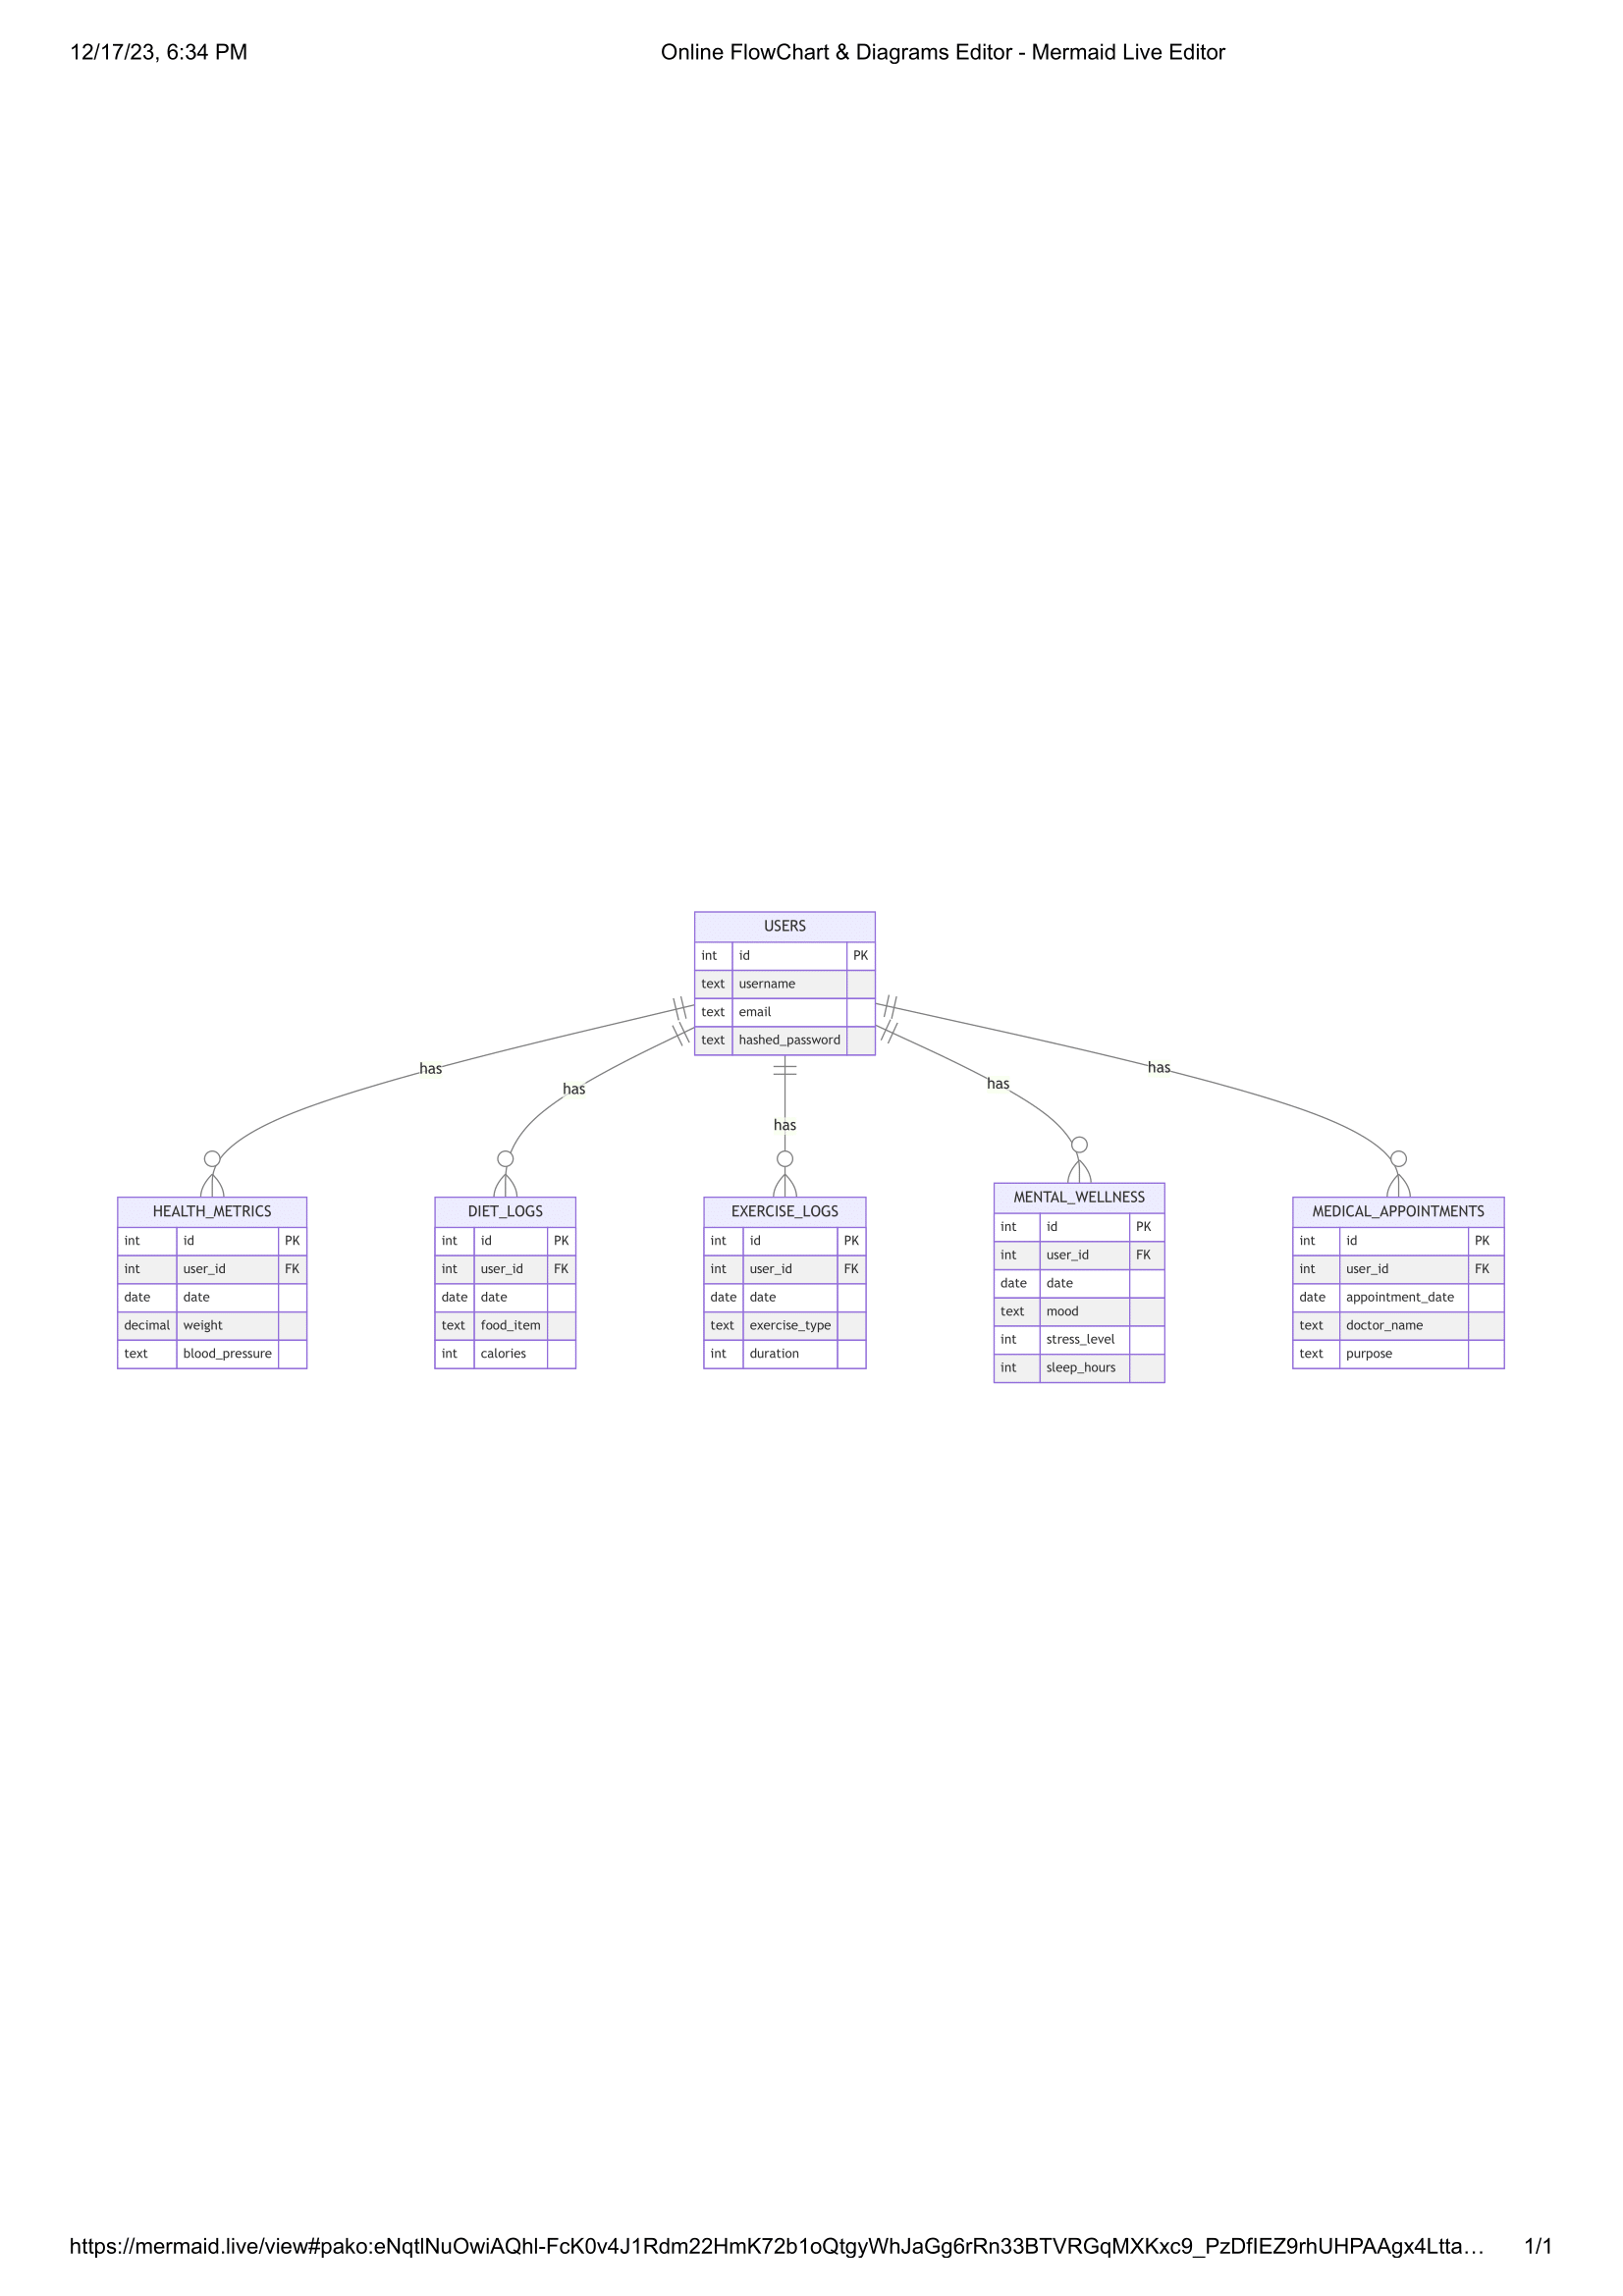 12/17/23, 6:34 PM
Online FlowChart & Diagrams Editor - Mermaid Live Editor
USERS
int id PK
text username
text email
text hashed_password
has
has
has
has
has
HEALTH_METRICS
int id PK
int user_id FK
date date
decimal weight
text blood_pressure
DIET_LOGS
int id PK
int user_id FK
date date
text food_item
int calories
EXERCISE_LOGS
int id PK
int user_id FK
date date
text exercise_type
int duration
MENTAL_WELLNESS
int id PK
int user_id FK
date date
text mood
int stress_level
int sleep_hours
MEDICAL_APPOINTMENTS
int id PK
int user_id FK
date appointment_date
text doctor_name
text purpose
https://mermaid.live/view#pako:eNqtlNuOwiAQhl-FcK0v4J1Rdm22HmK72b1oQtgyWhJaGg6rRn33BTVRGqMXKxc9_PzDfIEZ9rhUHPAAgx4Ltta…
1/1